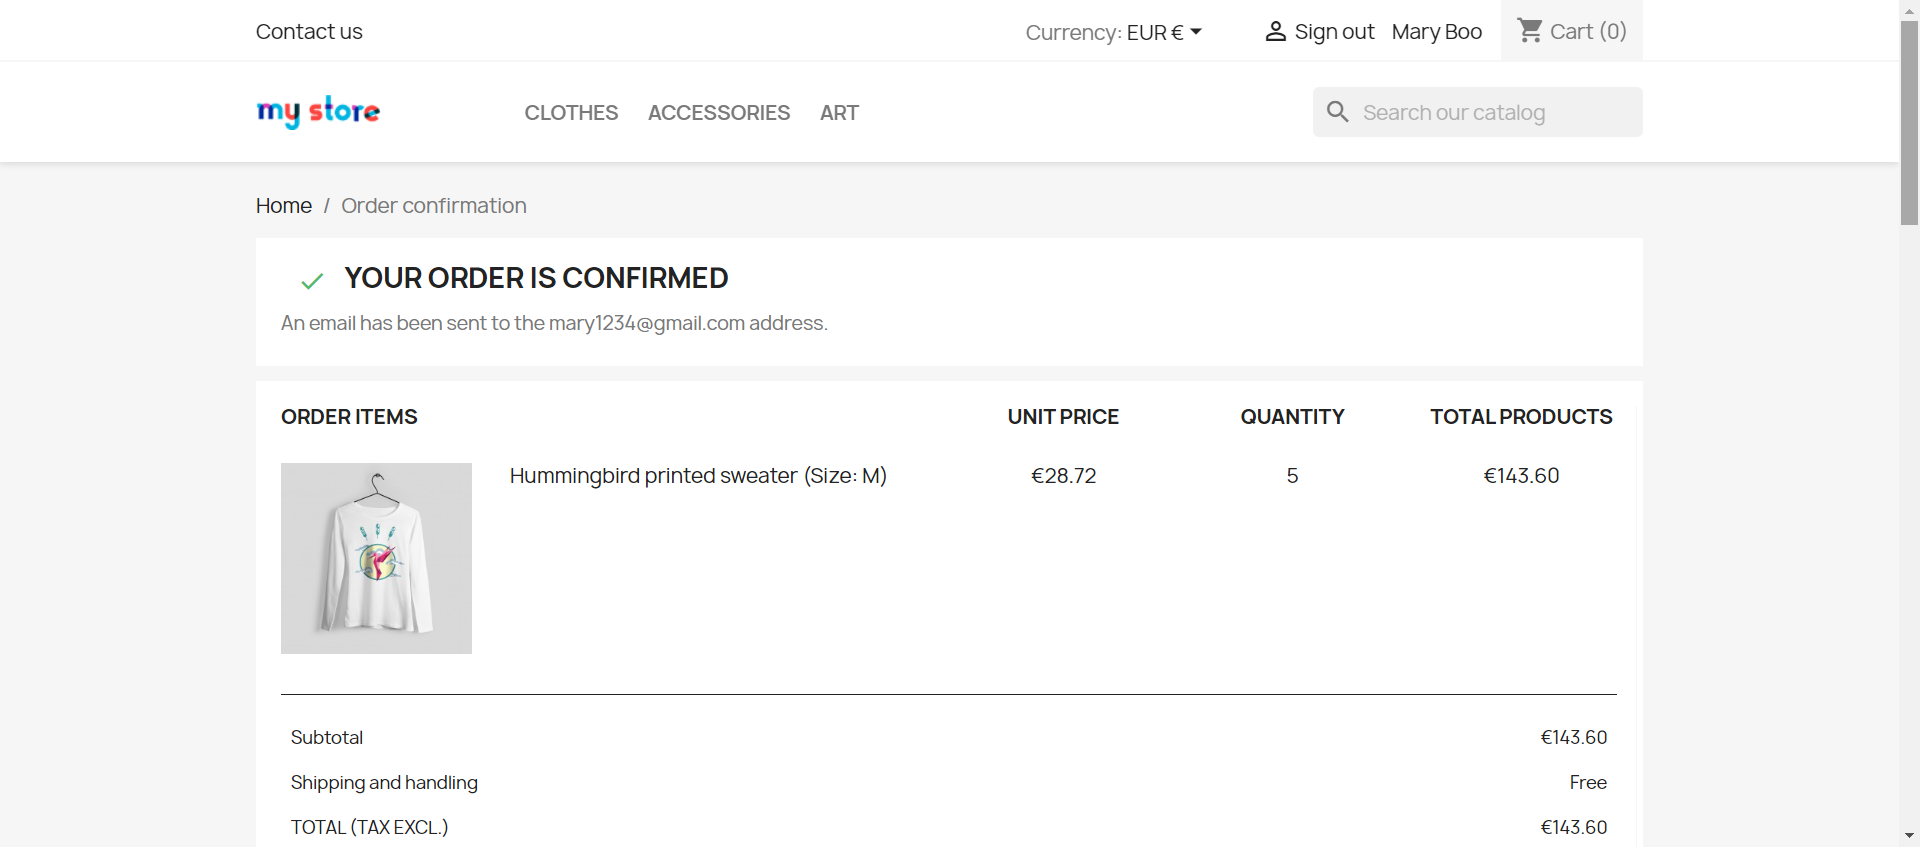 Contact us
Currency: EUR €
Sign out
Mary Boo
Cart (0)
my store
CLOTHES
ACCESSORIES
ART
Search our catalog
Home / Order confirmation
YOUR ORDER IS CONFIRMED
An email has been sent to the mary1234@gmail.com address.
ORDER ITEMS
UNIT PRICE
QUANTITY
TOTAL PRODUCTS
Hummingbird printed sweater (Size: M)
€28.72
5
€143.60
Subtotal
€143.60
Shipping and handling
Free
TOTAL (TAX EXCL.)
€143.60